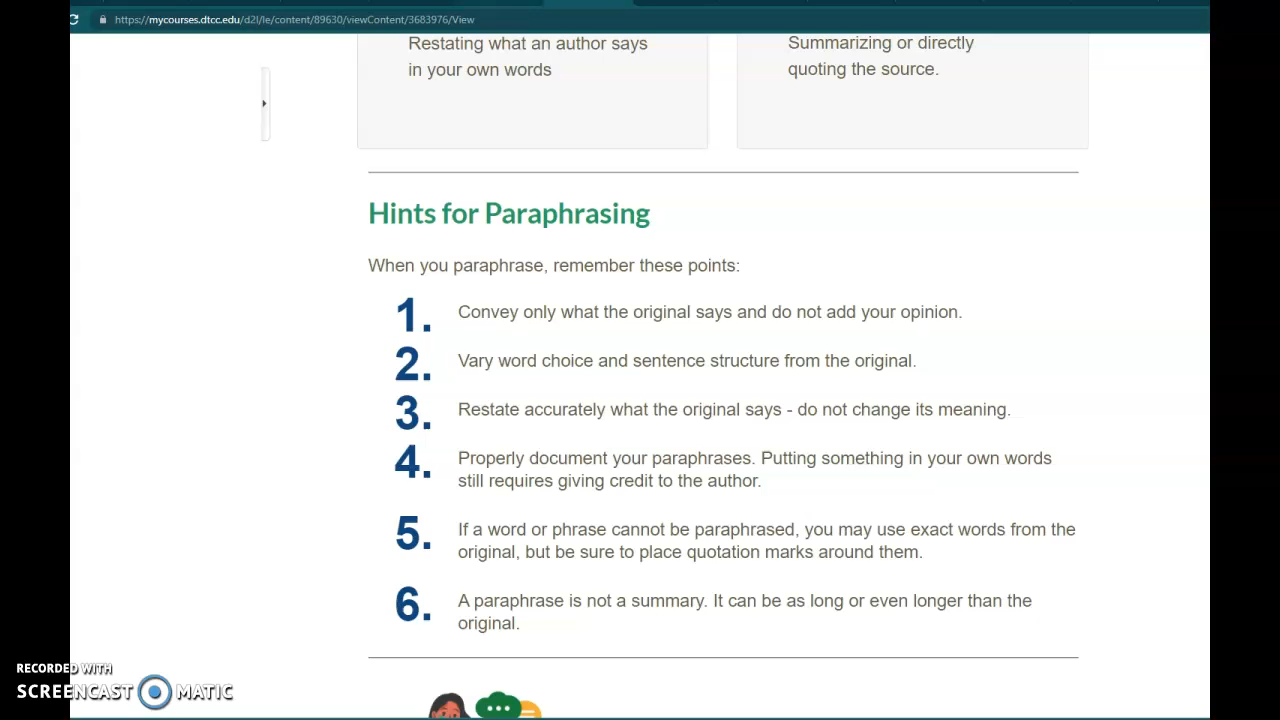 https://mycourses.dtcc.edu/d2l/le/content/89630/viewContent/3683976/View
Restating what an author says
in your own words
Summarizing or directly
quoting the source.
Hints for Paraphrasing
When you paraphrase, remember these points:
1. Convey only what the original says and do not add your opinion.
2. Vary word choice and sentence structure from the original.
3. Restate accurately what the original says - do not change its meaning.
4. Properly document your paraphrases. Putting something in your own words
still requires giving credit to the author.
5. If a word or phrase cannot be paraphrased, you may use exact words from the
original, but be sure to place quotation marks around them.
6. A paraphrase is not a summary. It can be as long or even longer than the
original.
RECORDED WITH
SCREENCAST MATIC